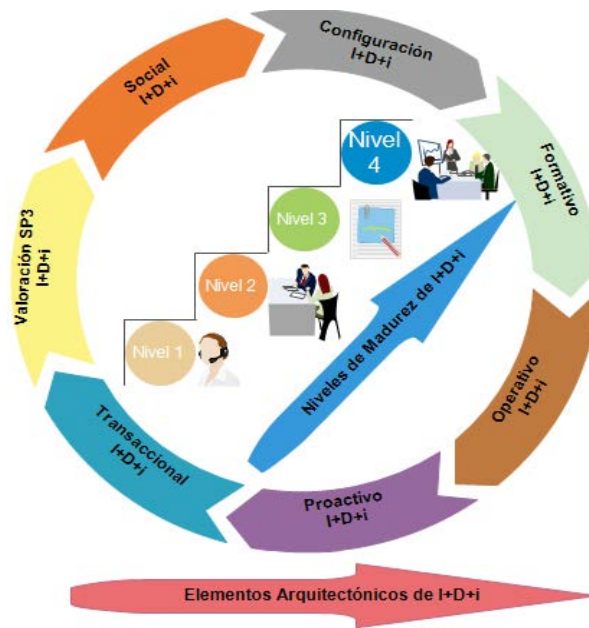 Configuración
I+D+i
Social
I+D+i
Formativo
I+D+i
Valoración SP3
I+D+i
Nivel
4
Nivel 3
Nivel 2
Nivel 1
Niveles de Madurez de I+D+i
Operativo
I+D+i
Transaccional
I+D+i
Proactivo
I+D+i
Elementos Arquitectónicos de I+D+i